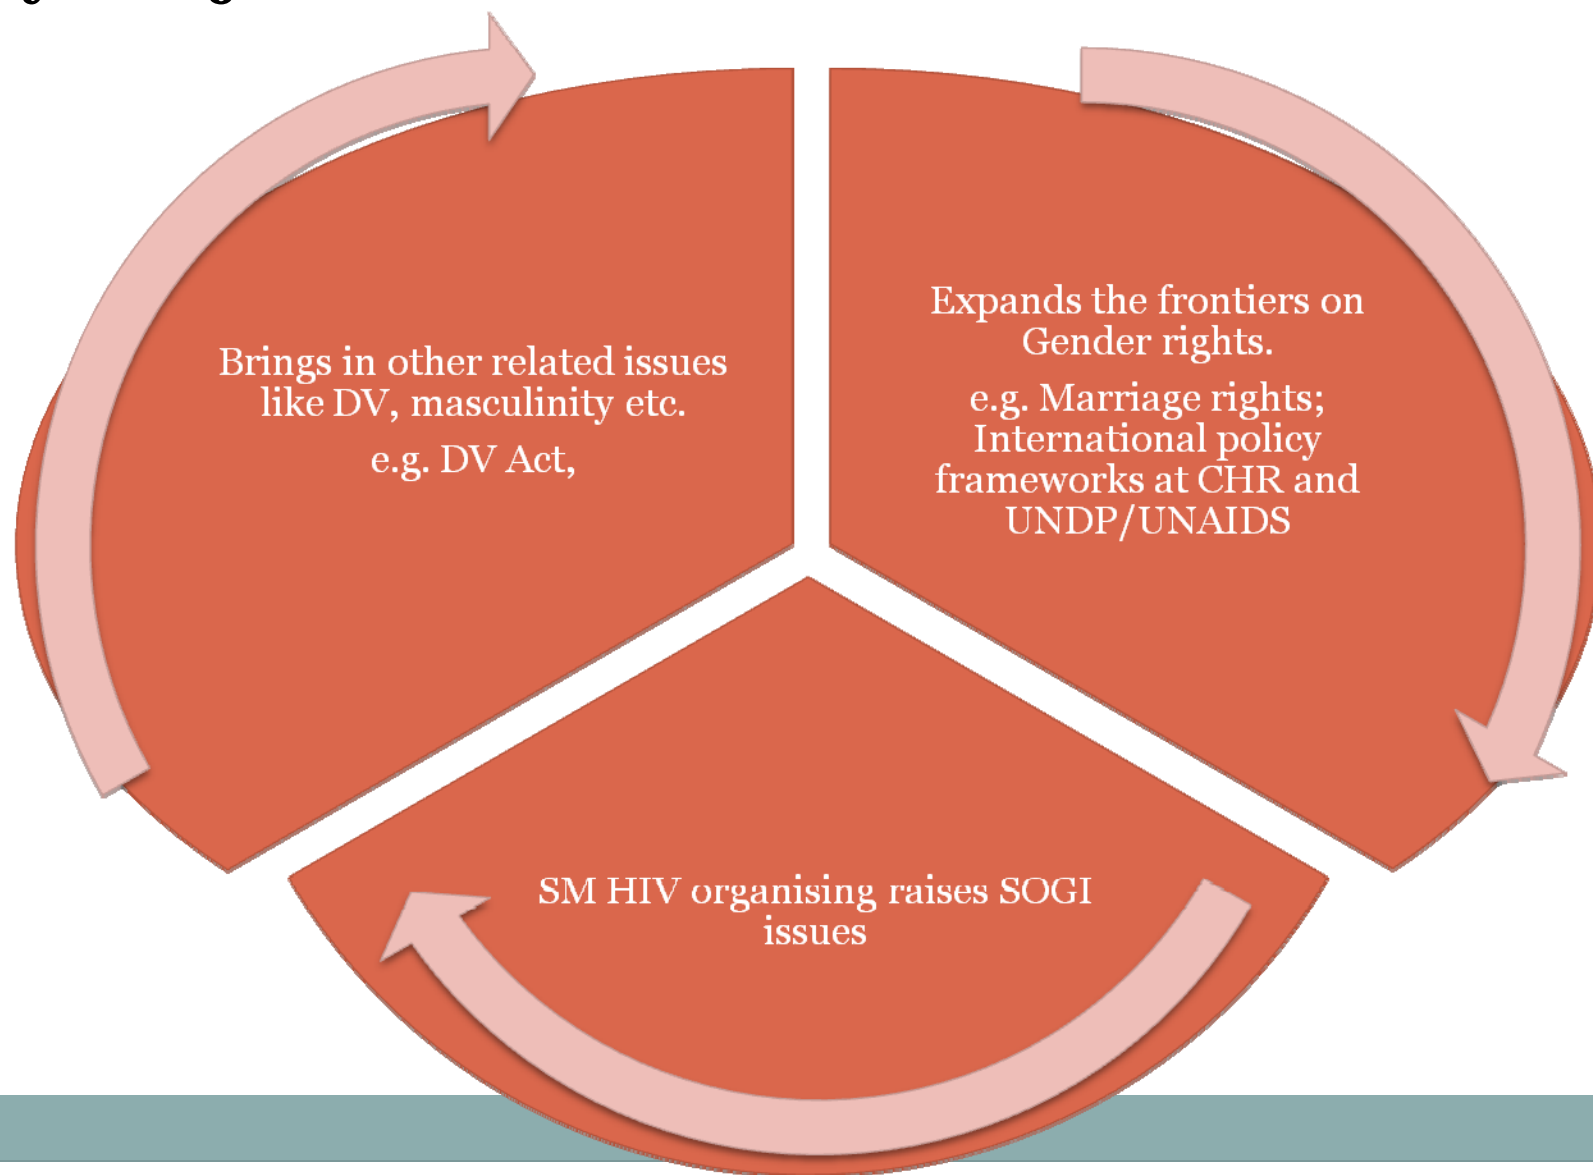 Brings in other related issues
like DV, masculinity etc.
e.g. DV Act,
Expands the frontiers on
Gender rights.
e.g. Marriage rights;
International policy
frameworks at CHR and
UNDP/UNAIDS
SM HIV organising raises SOGI
issues